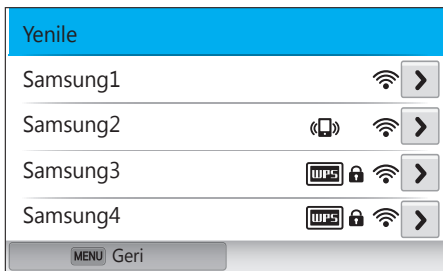 Yenile
Samsung1
Samsung2
Samsung3 WPS
Samsung4 WPS
MENU Geri